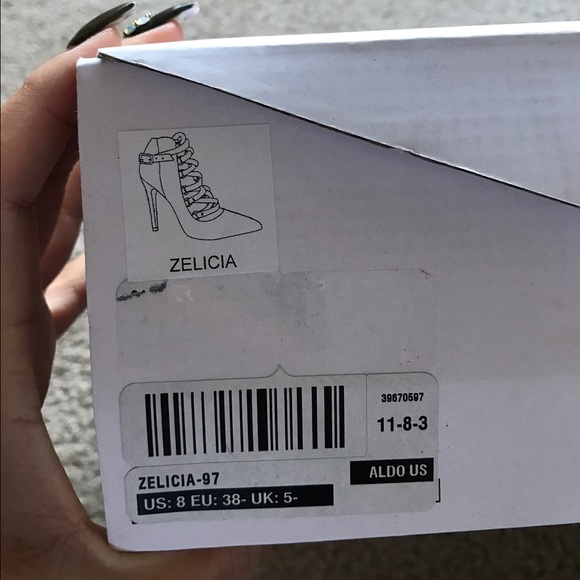 ZELICIA
39670597
11-8-3
ZELICIA-97
ALDO US
US: 8 EU: 38- UK: 5-